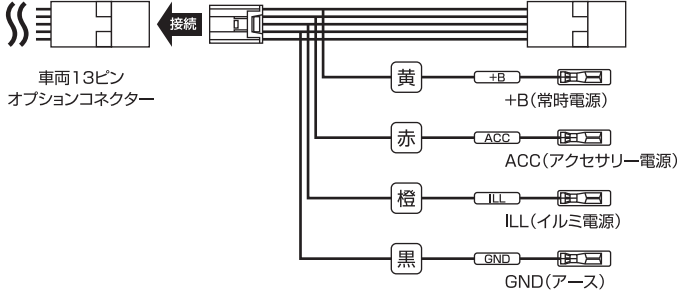 接続
車両13ピン
オプションコネクター
黄
+B
+B(常時電源)
赤
ACC
ACC(アクセサリー電源)
橙
ILL
ILL(イルミ電源)
黒
GND
GND(アース)